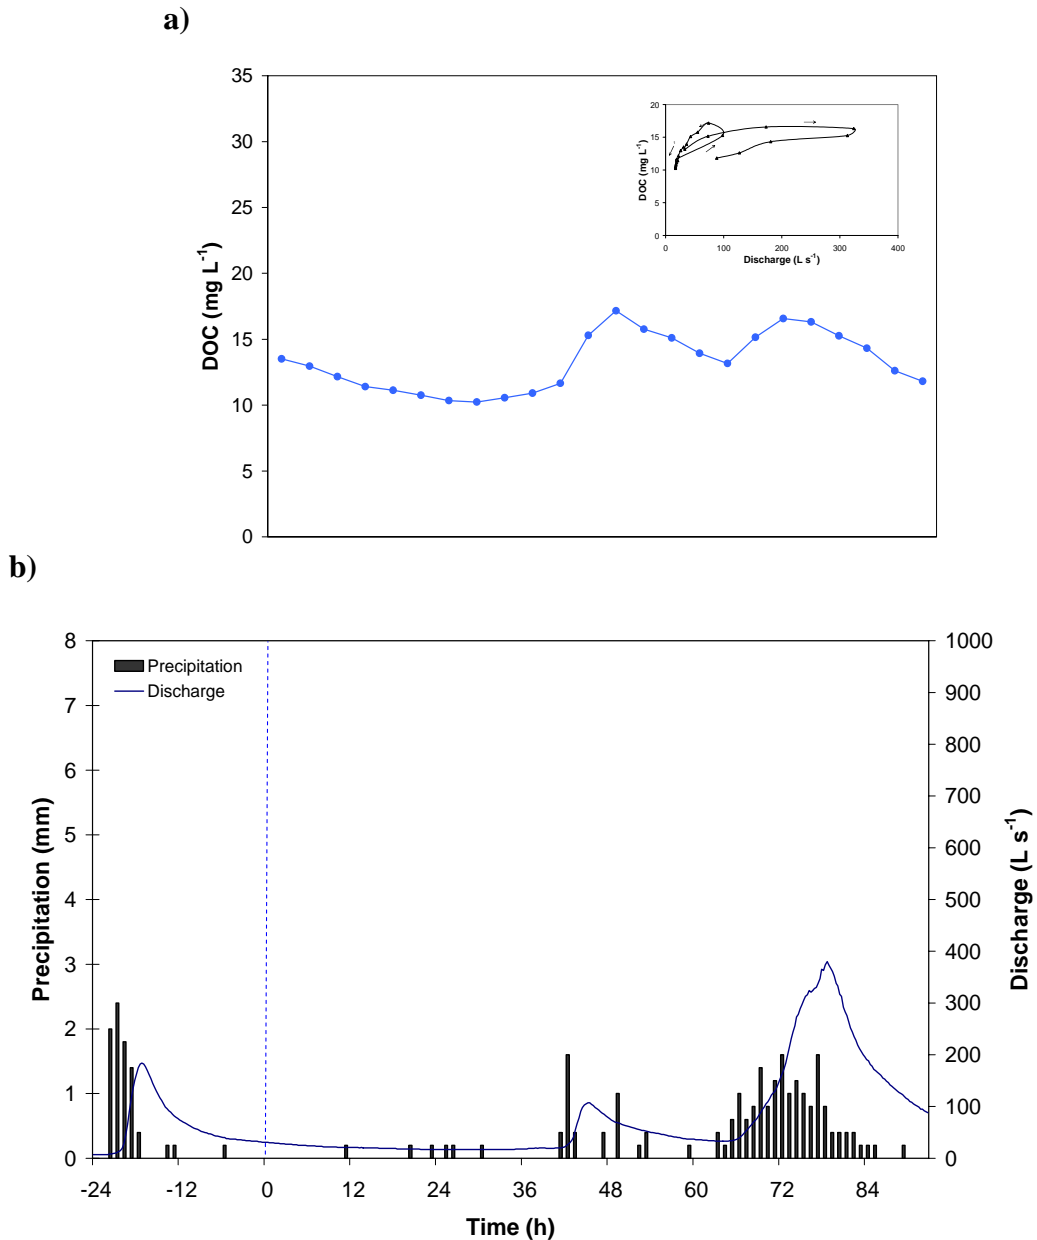 a)
35
30
25
20
15
10
5
0
DOC (mg L⁻¹)
20
15
10
5
0
DOC (mg L⁻¹)
0 100 200 300 400
Discharge (L s⁻¹)
b)
8
7
6
5
4
3
2
1
0
Precipitation (mm)
Precipitation
Discharge
1000
900
800
700
600
500
400
300
200
100
0
Discharge (L s⁻¹)
-24 -12 0 12 24 36 48 60 72 84
Time (h)